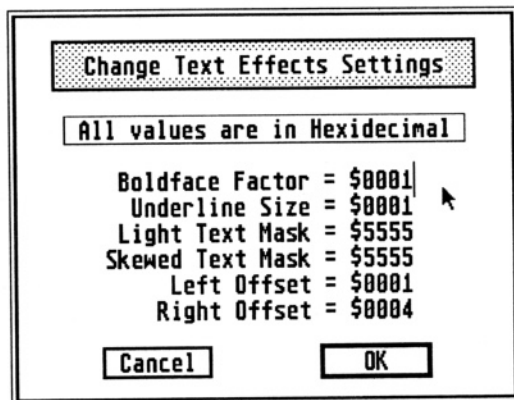 Change Text Effects Settings
All values are in Hexidecimal
Boldface Factor = $0001
Underline Size = $0001
Light Text Mask = $5555
Skewed Text Mask = $5555
Left Offset = $0001
Right Offset = $0004
Cancel OK